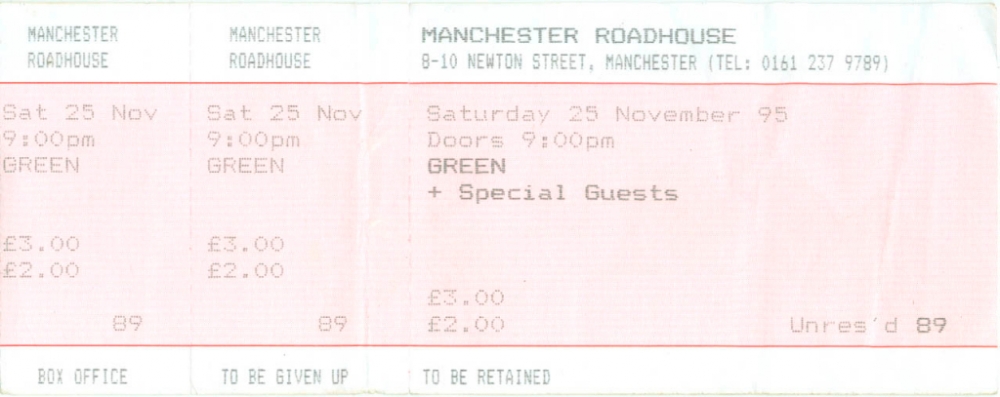 MANCHESTER
ROADHOUSE
Sat 25 Nov
9:00pm
GREEN
£3.00
£2.00
89
BOX OFFICE
MANCHESTER
ROADHOUSE
Sat 25 Nov
9:00pm
GREEN
£3.00
£2.00
89
TO BE GIVEN UP
MANCHESTER ROADHOUSE
8-10 NEWTON STREET, MANCHESTER (TEL: 0161 237 9789)
Saturday 25 November 95
Doors 9:00pm
GREEN
+ Special Guests
£3.00
£2.00 Unres'd 89
TO BE RETAINED